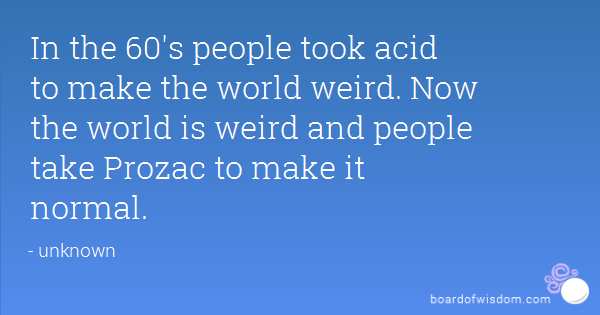 In the 60's people took acid
to make the world weird. Now
the world is weird and people
take Prozac to make it
normal.
- unknown
boardofwisdom.com